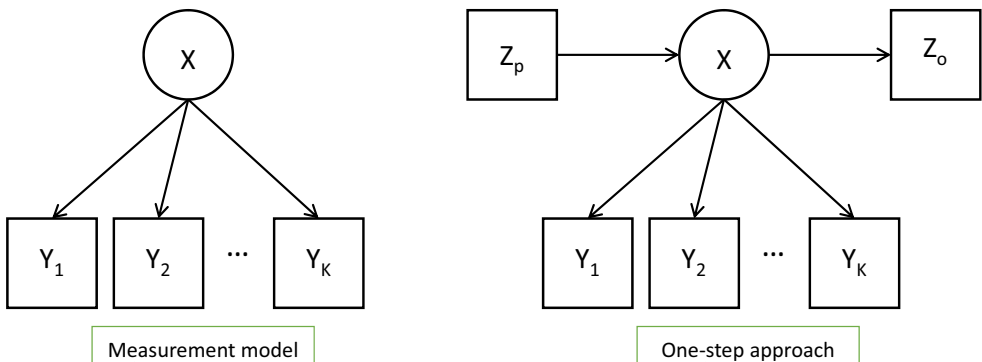 X
Y1 Y2 ... YK
Measurement model
Zp X Zo
Y1 Y2 ... YK
One-step approach